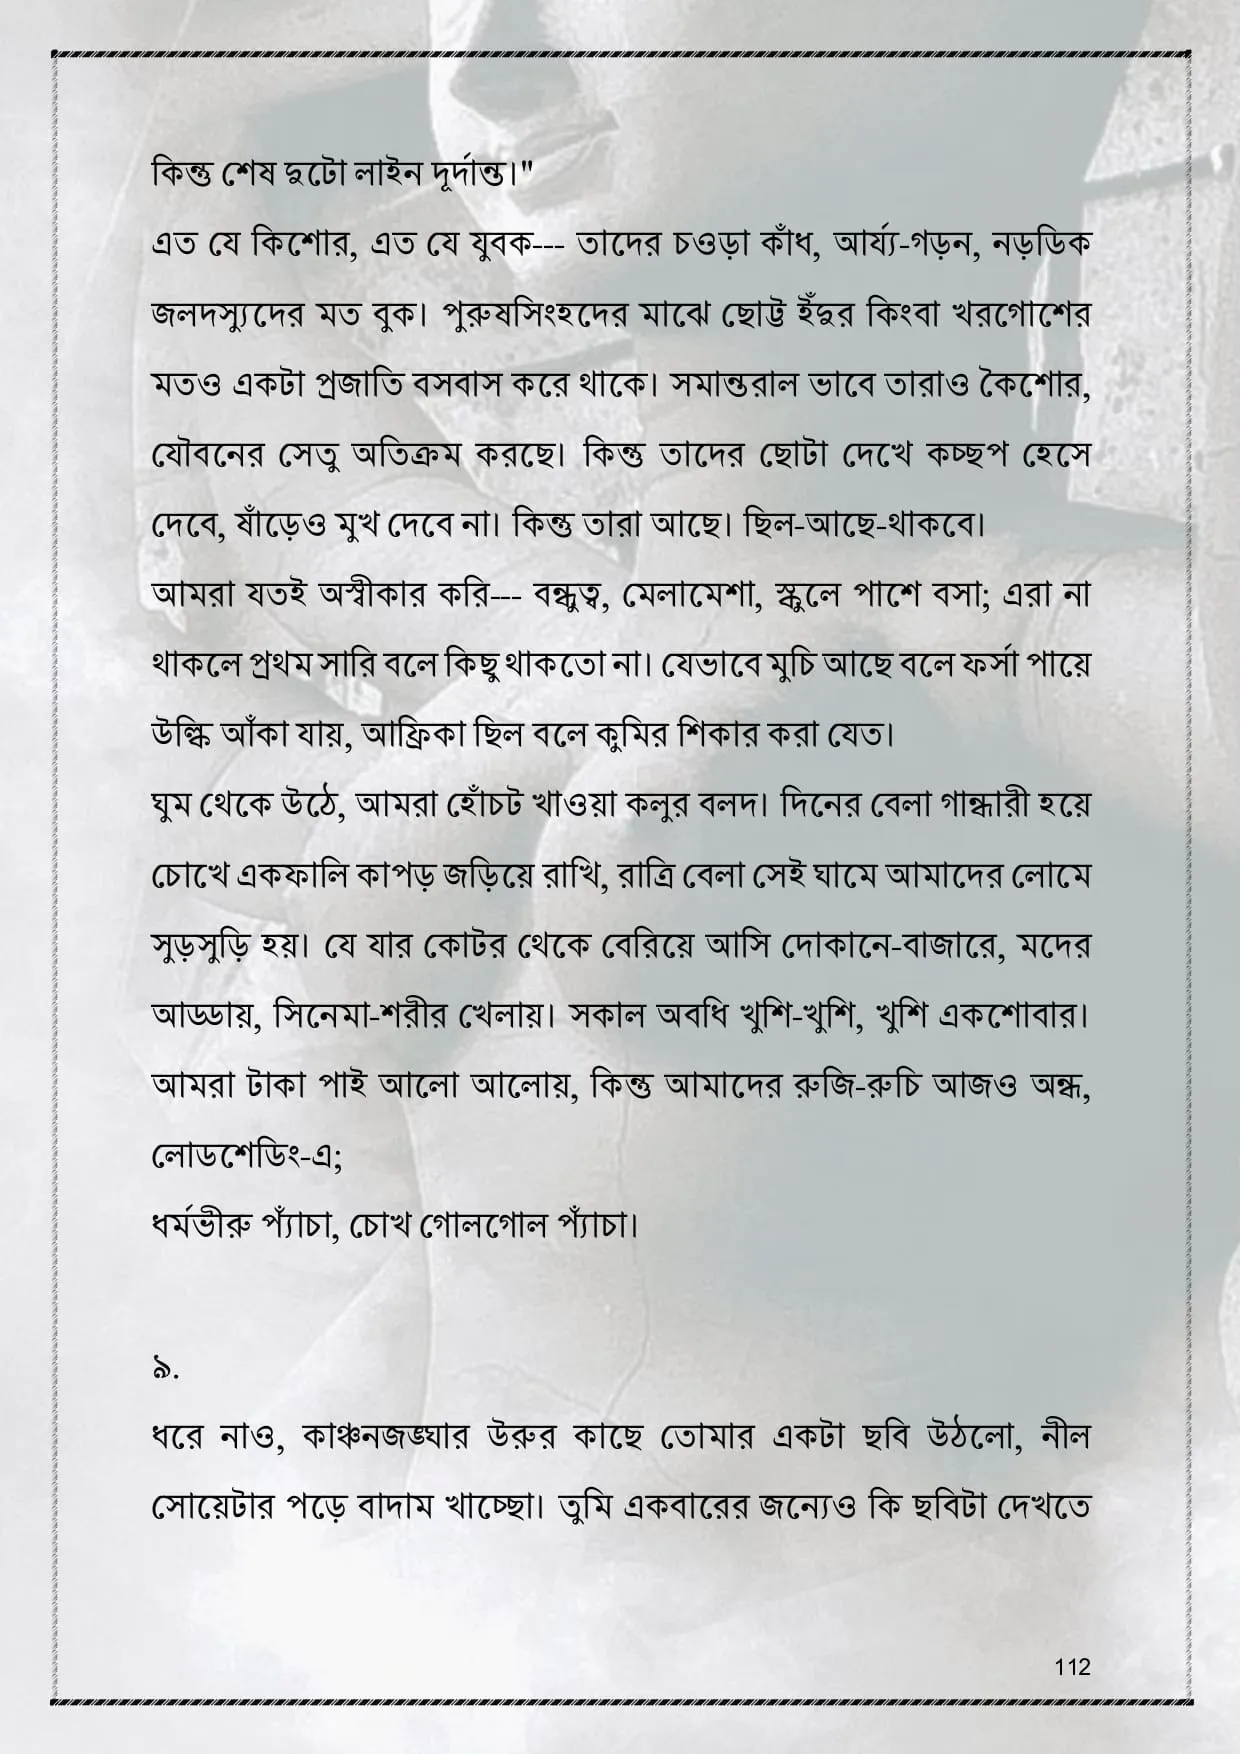 কিন্তু শেষ দুটো লাইন দূর্দান্ত।"
এত যে কিশোর, এত যে যুবক--- তাদের চওড়া কাঁধ, আর্য্য-গড়ন, নড়ডিক
জলদস্যুদের মত বুক। পুরুষসিংহদের মাঝে ছোট্ট ইঁদুর কিংবা খরগোশের
মতও একটা প্রজাতি বসবাস করে থাকে। সমান্তরাল ভাবে তারাও কৈশোর,
যৌবনের সেতু অতিক্রম করছে। কিন্তু তাদের ছোটা দেখে কচ্ছপ হেসে
দেবে, ষাঁড়েও মুখ দেবে না। কিন্তু তারা আছে। ছিল-আছে-থাকবে।
আমরা যতই অস্বীকার করি--- বন্ধুত্ব, মেলামেশা, স্কুলে পাশে বসা; এরা না
থাকলে প্রথম সারি বলে কিছু থাকতো না। যেভাবে মুচি আছে বলে ফর্সা পায়ে
উল্কি আঁকা যায়, আফ্রিকা ছিল বলে কুমির শিকার করা যেত।
ঘুম থেকে উঠে, আমরা হোঁচট খাওয়া কলুর বলদ। দিনের বেলা গান্ধারী হয়ে
চোখে একফালি কাপড় জড়িয়ে রাখি, রাত্রি বেলা সেই ঘামে আমাদের লোমে
সুড়সুড়ি হয়। যে যার কোটর থেকে বেরিয়ে আসি দোকানে-বাজারে, মদের
আড্ডায়, সিনেমা-শরীর খেলায়। সকাল অবধি খুশি-খুশি, খুশি একশোবার।
আমরা টাকা পাই আলো আলোয়, কিন্তু আমাদের রুজি-রুচি আজও অন্ধ,
লোডশেডিং-এ;
ধর্মভীরু প্যাঁচা, চোখ গোলগোল প্যাঁচা।
৯.
ধরে নাও, কাঞ্চনজঙ্ঘার উরুর কাছে তোমার একটা ছবি উঠলো, নীল
সোয়েটার পড়ে বাদাম খাচ্ছো। তুমি একবারের জন্যেও কি ছবিটা দেখতে
112